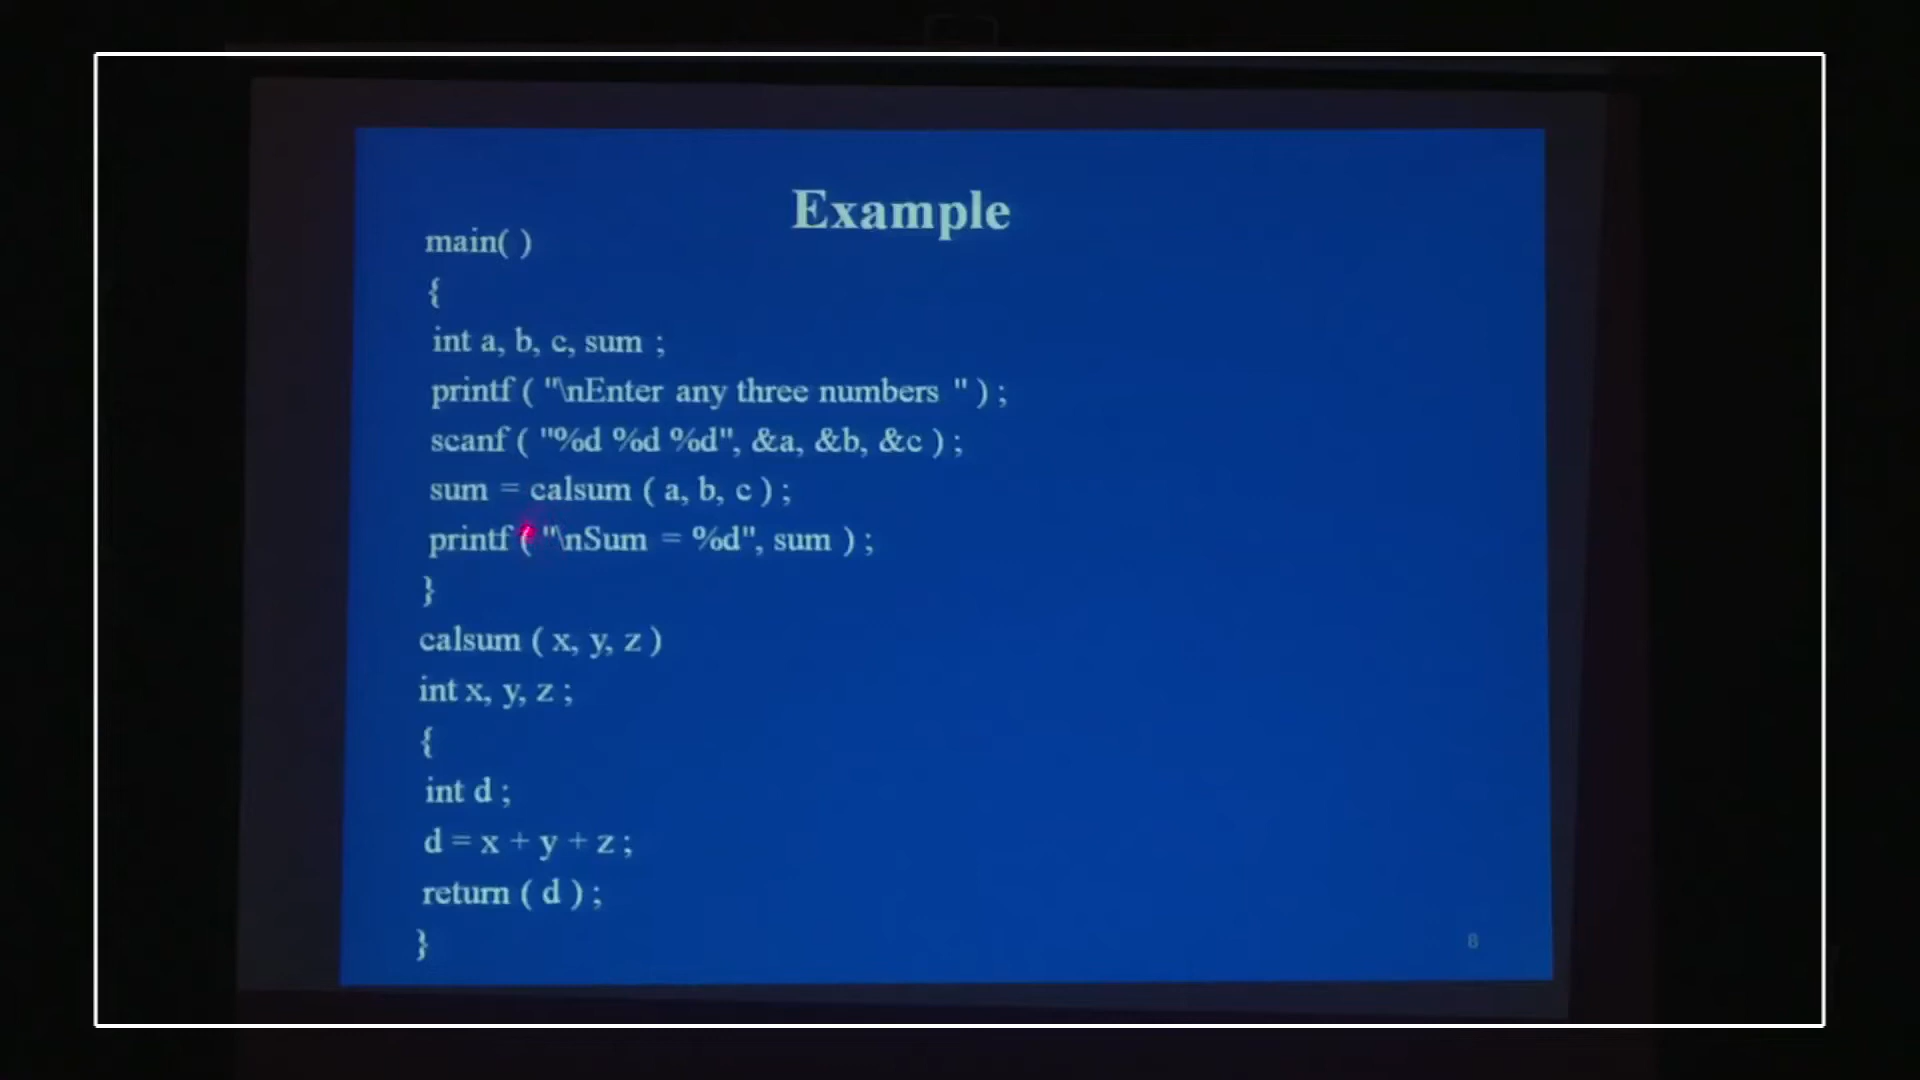 Example
main( )
{
int a, b, c, sum ;
printf ( "\nEnter any three numbers " ) ;
scanf ( "%d %d %d", &a, &b, &c ) ;
sum = calsum ( a, b, c ) ;
printf ( "\nSum = %d", sum ) ;
}
calsum ( x, y, z )
int x, y, z ;
{
int d ;
d = x + y + z ;
return ( d ) ;
}
8